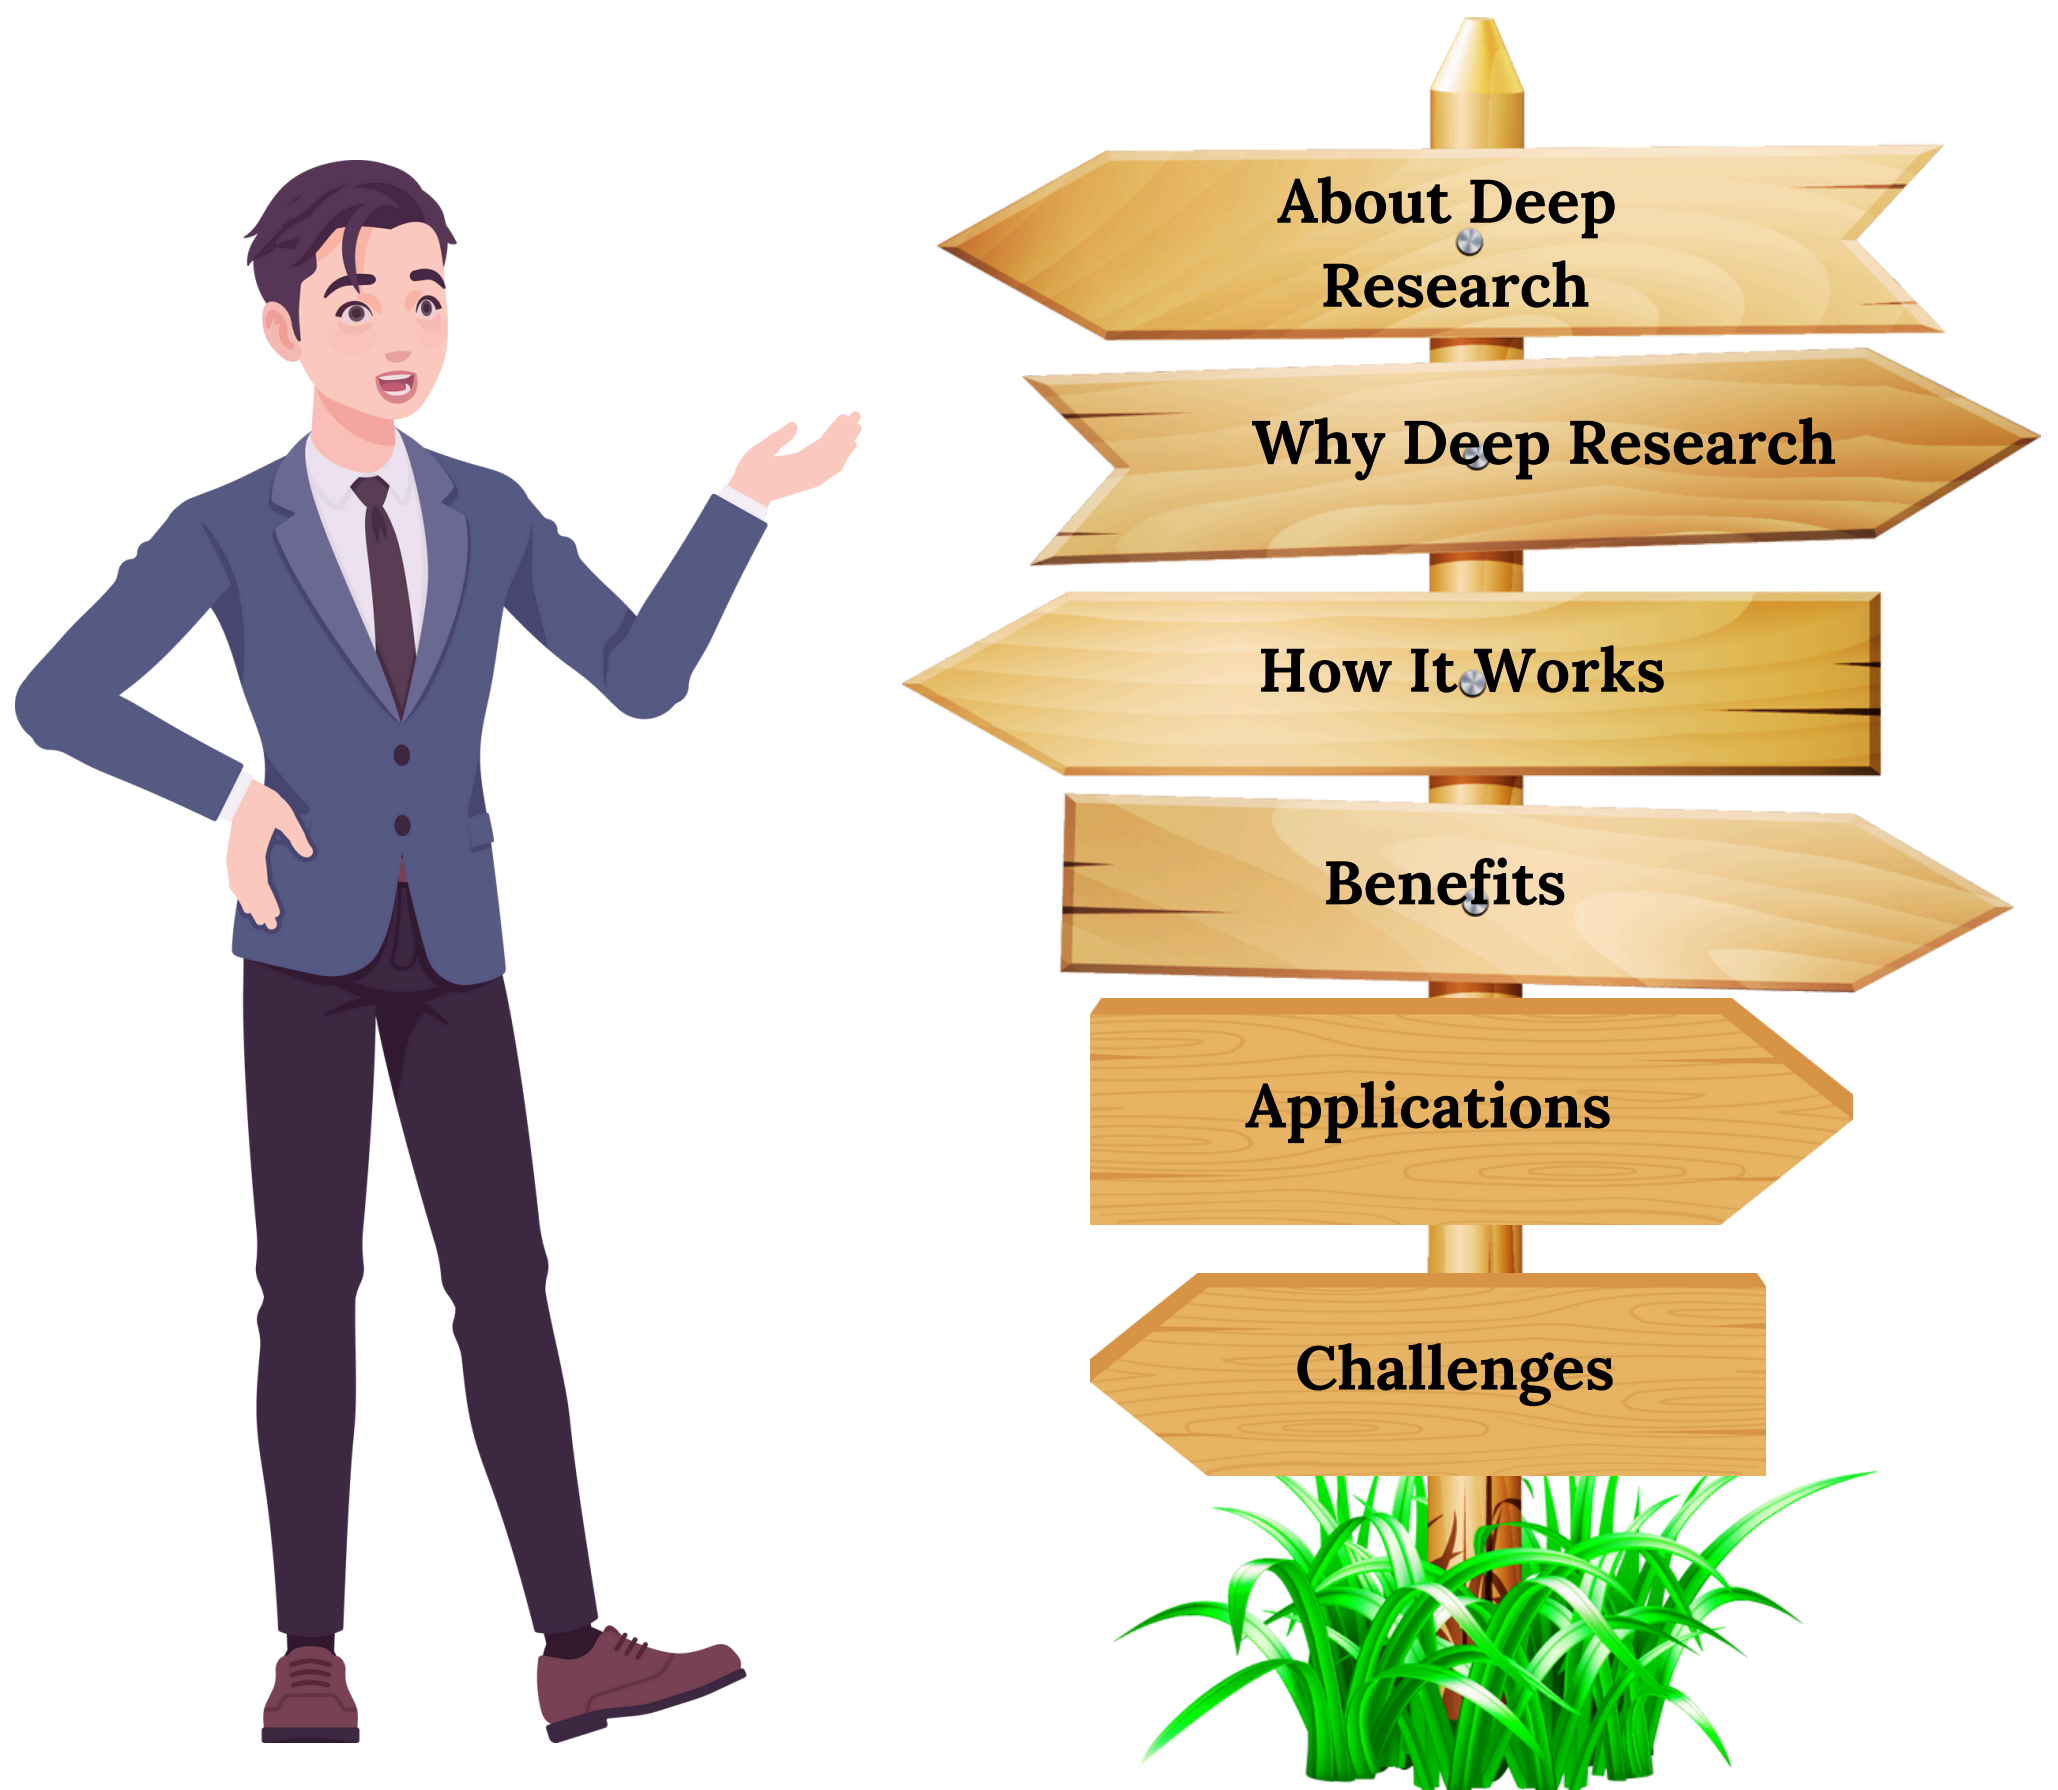 About Deep
Research
Why Deep Research
How It Works
Benefits
Applications
Challenges